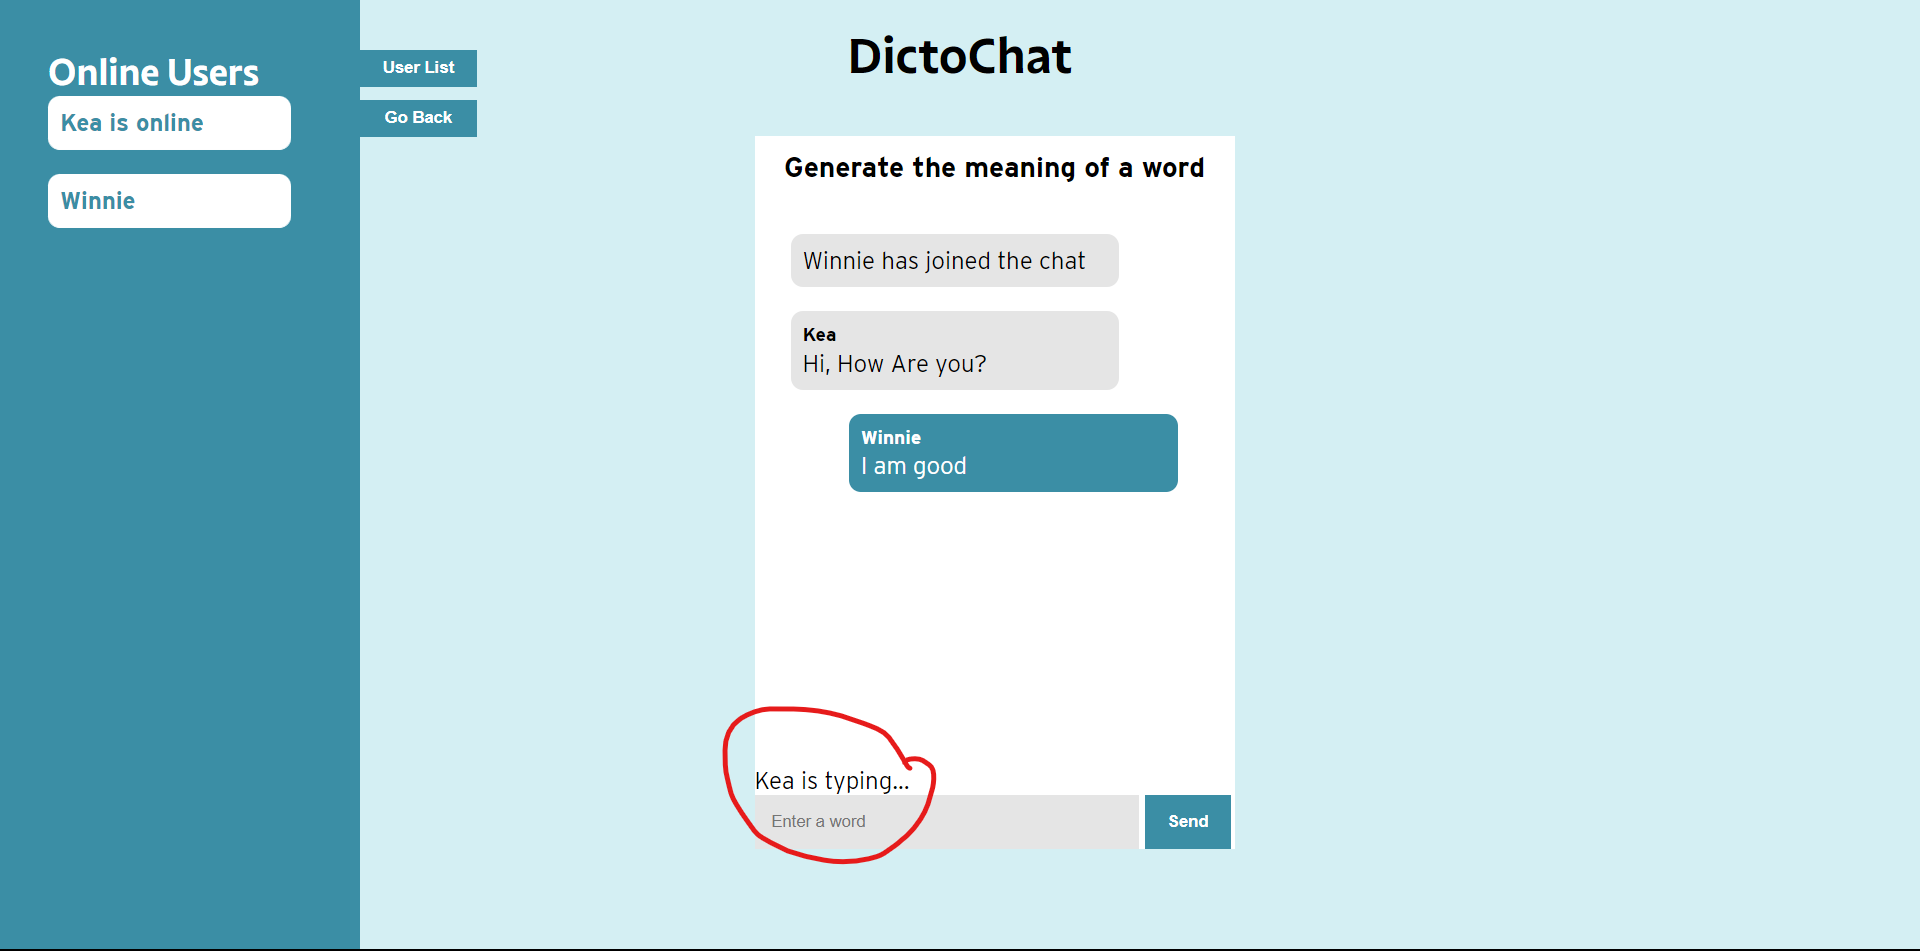 Online Users
Kea is online
Winnie
User List
Go Back
DictoChat
Generate the meaning of a word
Winnie has joined the chat
Kea
Hi, How Are you?
Winnie
I am good
Kea is typing...
Enter a word
Send